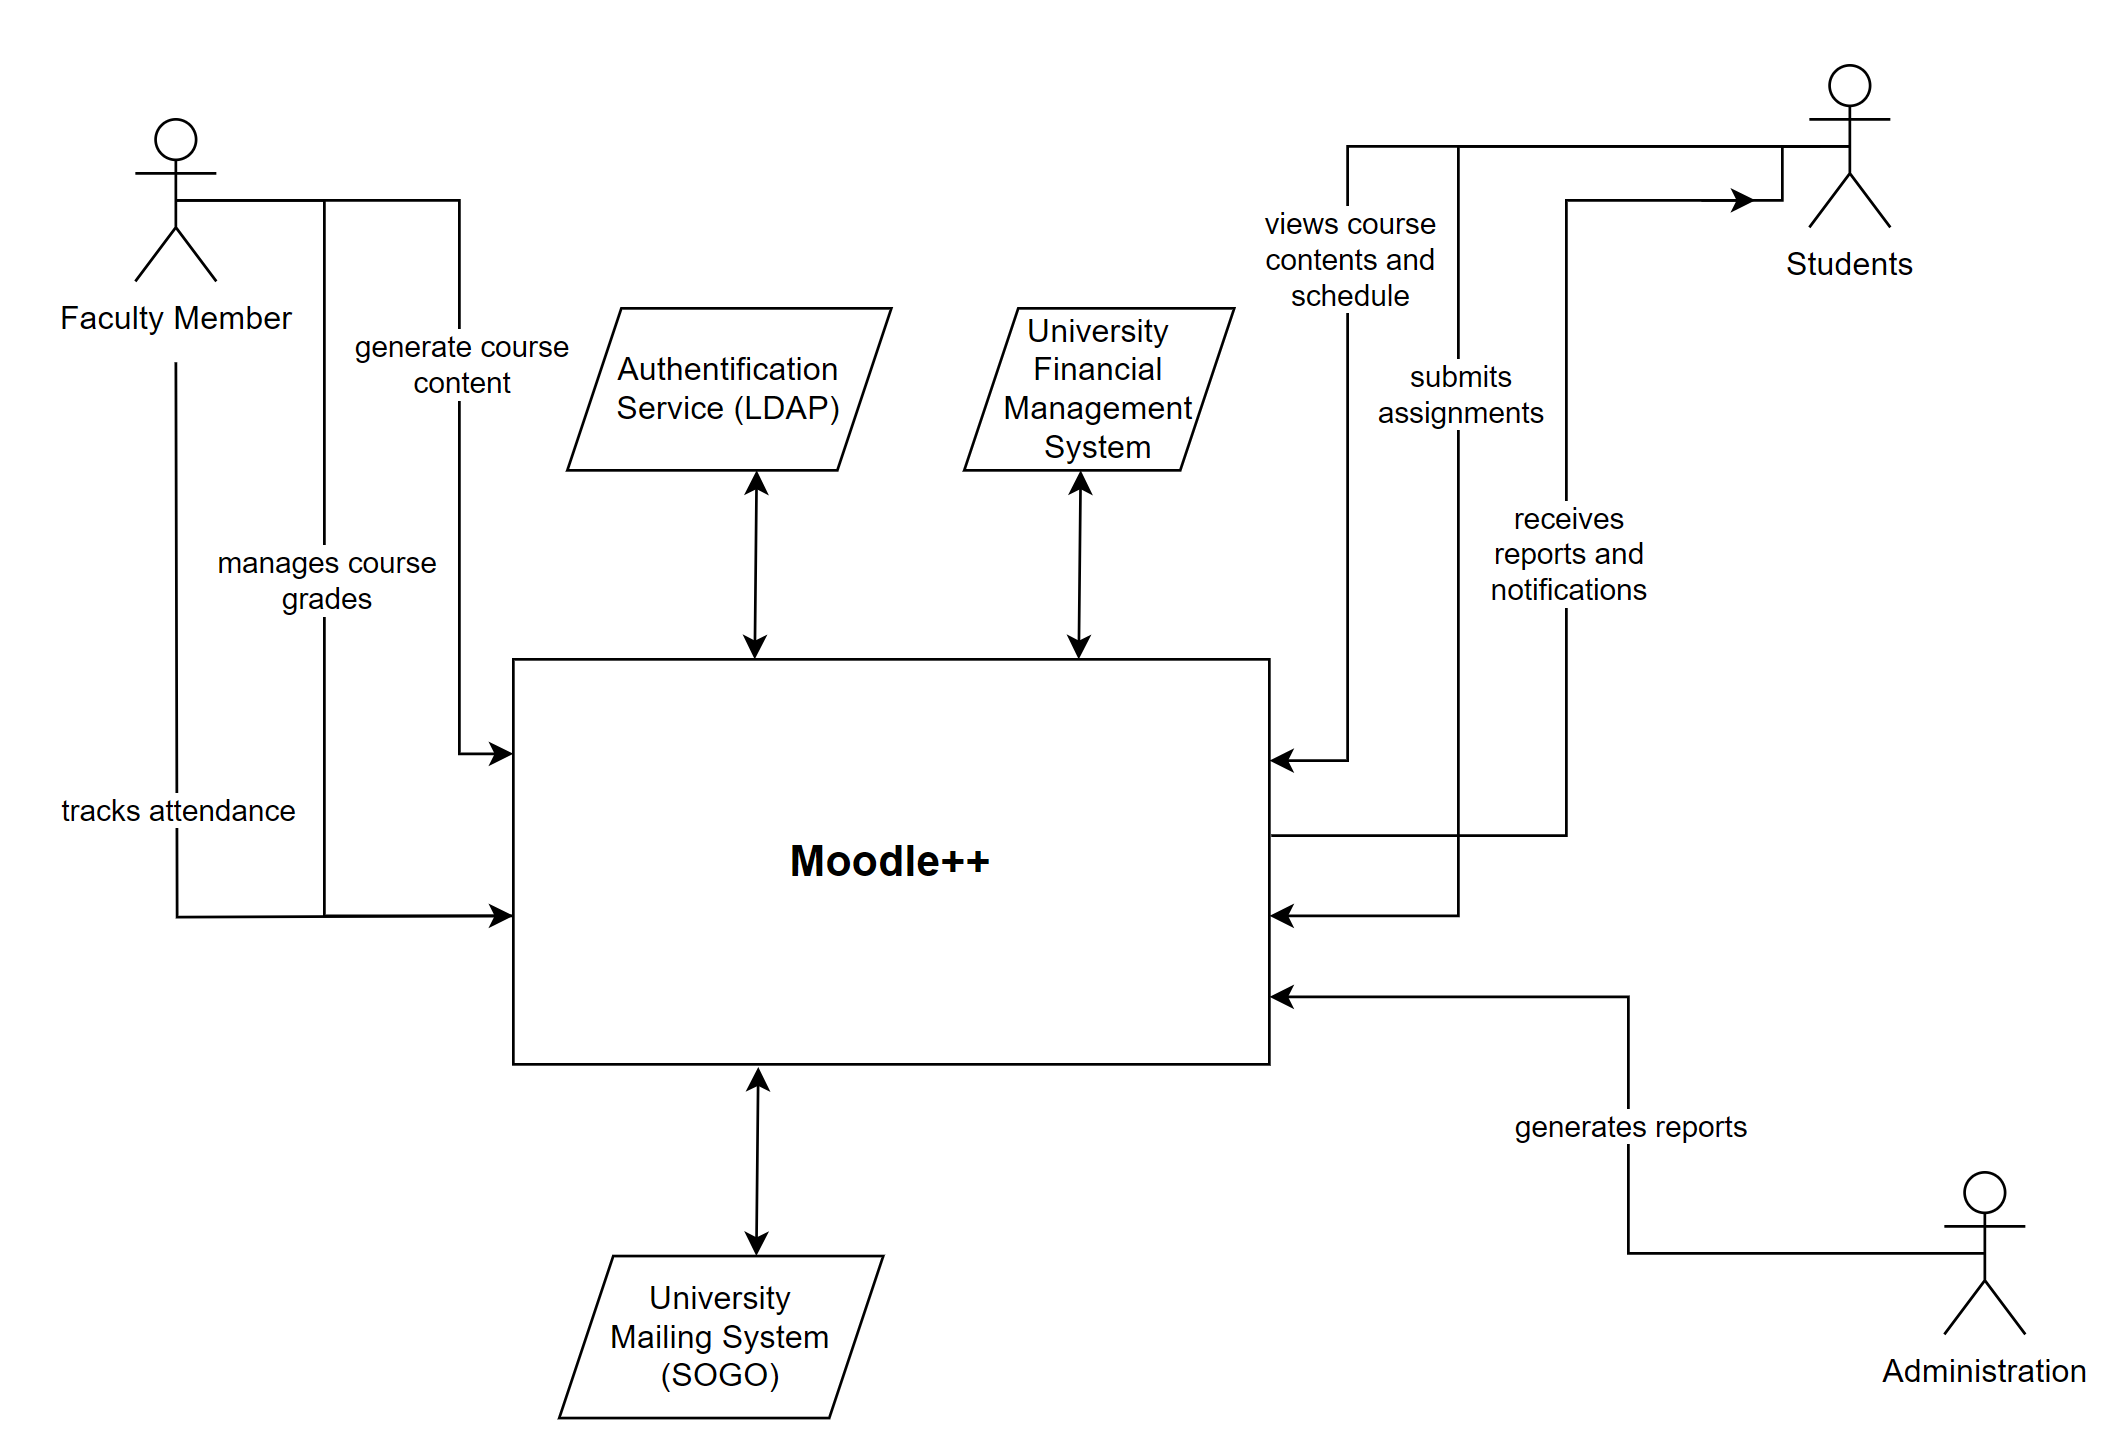 Students
views course
contents and
schedule
Faculty Member
generate course
content
Authentification
Service (LDAP)
University
Financial
Management
System
submits
assignments
receives
reports and
notifications
manages course
grades
tracks attendance
Moodle++
generates reports
University
Mailing System
(SOGO)
Administration